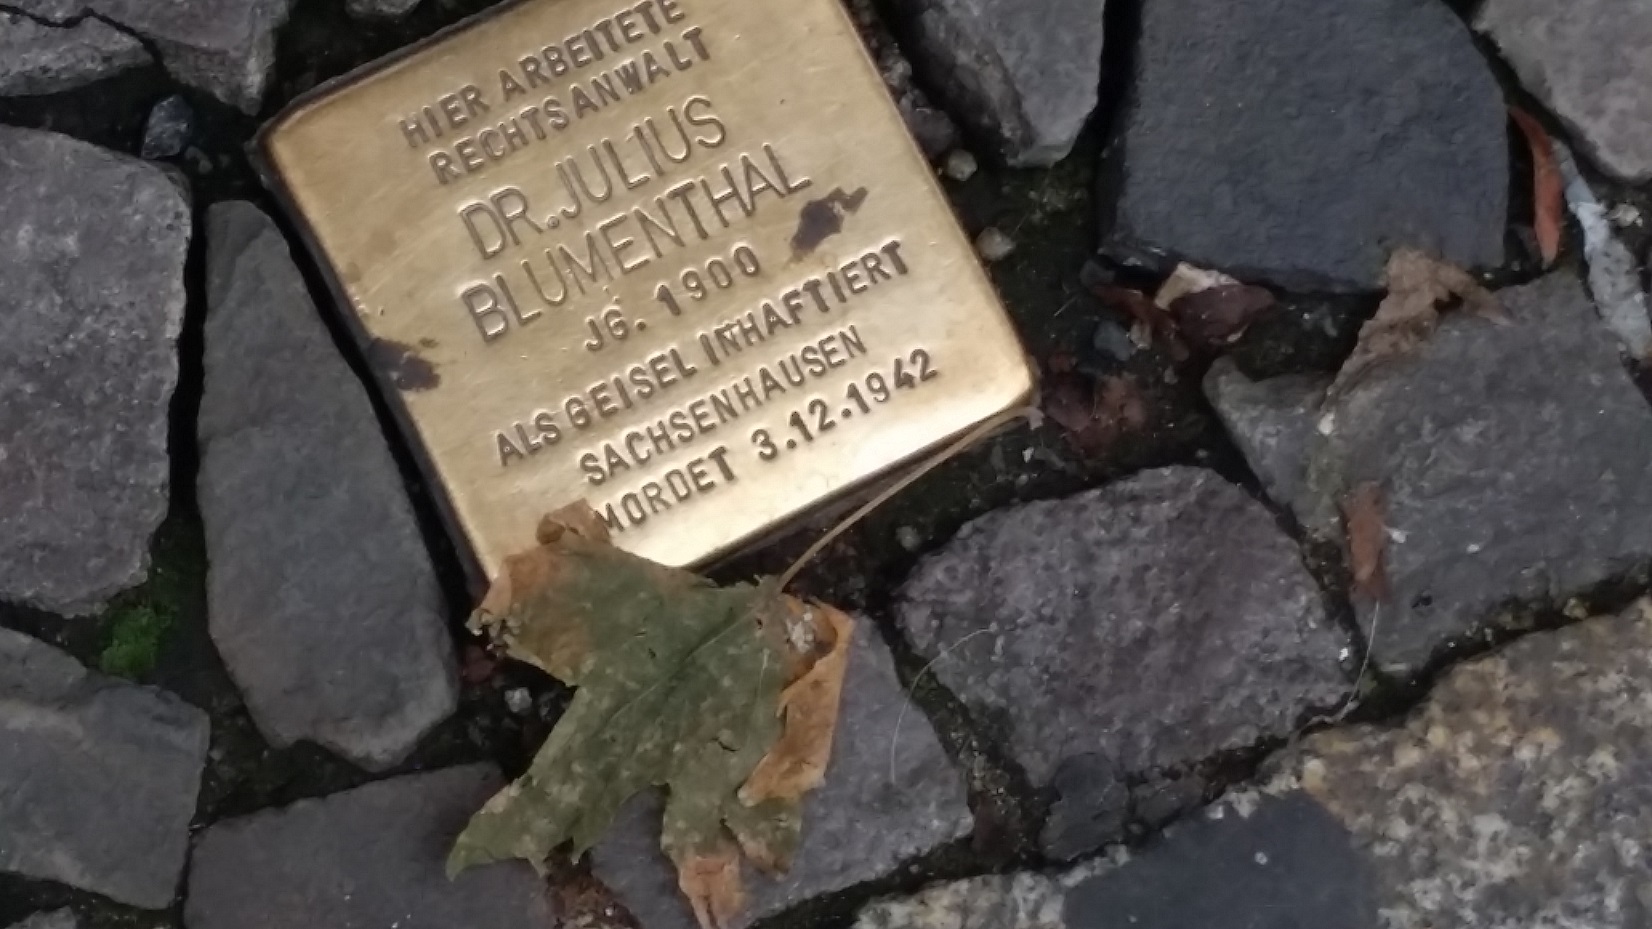 HIER ARBEITETE
RECHTSANWALT
DR. JULIUS
BLUMENTHAL
JG. 1900
ALS GEISEL INHAFTIERT
SACHSENHAUSEN
MORDET 3.12.1942